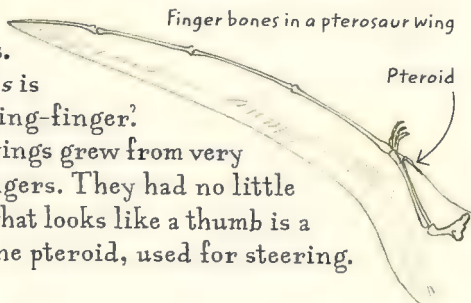 Finger bones in a pterosaur wing
Pteroid
s.
s is
ing-finger?
ings grew from very
gers. They had no little
hat looks like a thumb is a
ne pteroid, used for steering.